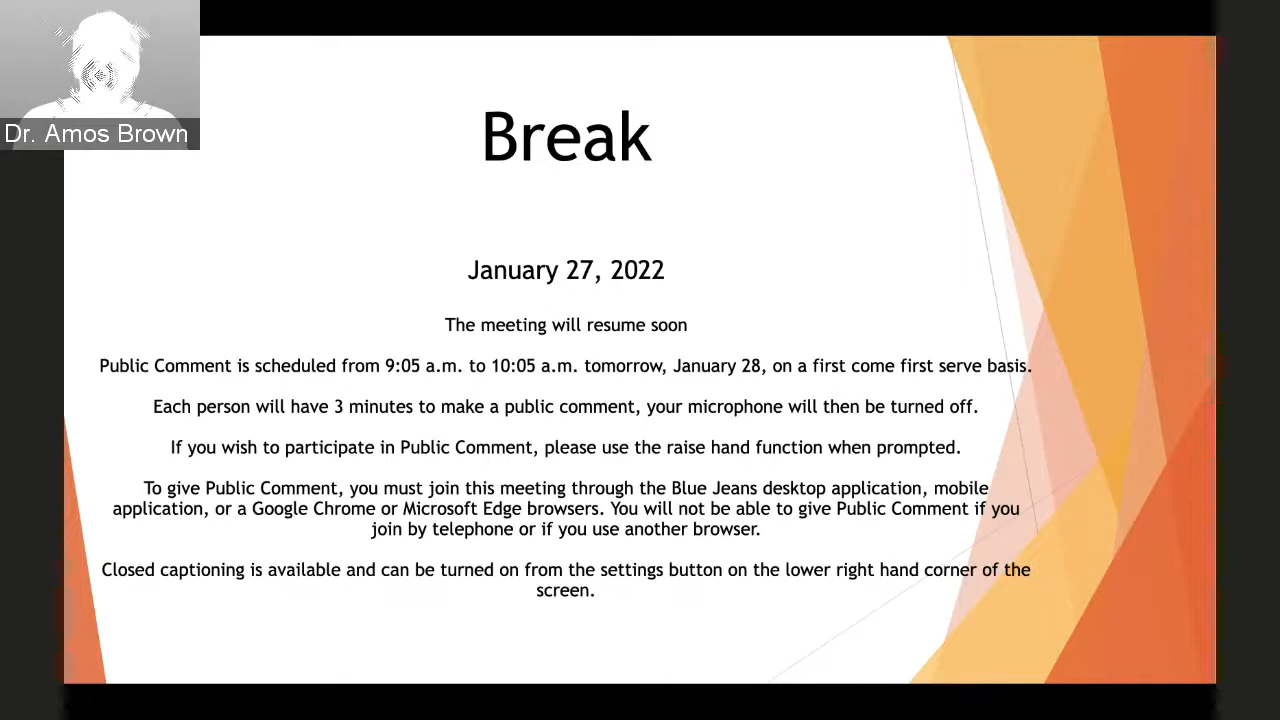 Dr. Amos Brown
Break
January 27, 2022
The meeting will resume soon
Public Comment is scheduled from 9:05 a.m. to 10:05 a.m. tomorrow, January 28, on a first come first serve basis.
Each person will have 3 minutes to make a public comment, your microphone will then be turned off.
If you wish to participate in Public Comment, please use the raise hand function when prompted.
To give Public Comment, you must join this meeting through the Blue Jeans desktop application, mobile
application, or a Google Chrome or Microsoft Edge browsers. You will not be able to give Public Comment if you
join by telephone or if you use another browser.
Closed captioning is available and can be turned on from the settings button on the lower right hand corner of the
screen.